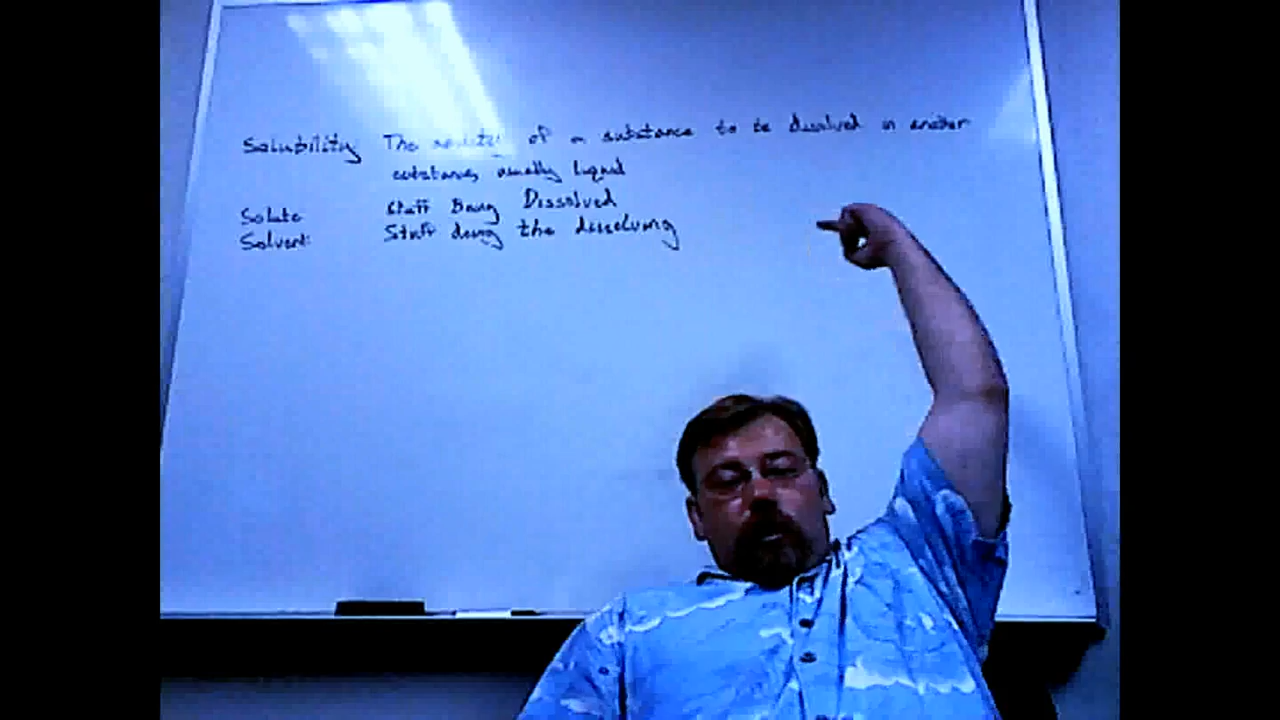 Solubility The ability of a substance to be dissolved in another
substance, usually liquid
Solute Stuff Being Dissolved
Solvent: Stuff doing the dissolving